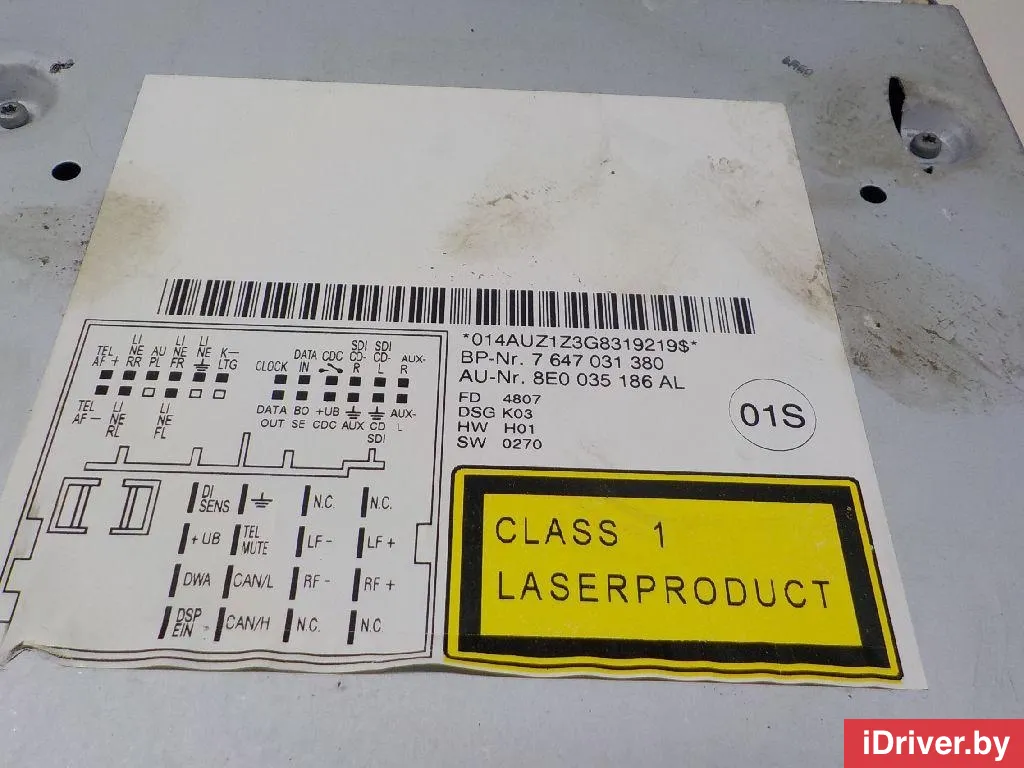 *014AUZ1Z3G8319219$*
BP-Nr. 7 647 031 380
AU-Nr. 8E0 035 186 AL
FD 4807
DSG K03
HW H01
SW 0270
01S
TEL AF + LI NE RR AU PL LI NE FR LI NE K– LTG
TEL AF – LI NE RL LI NE FL
CLOCK DATA IN CDC SDI CD- R SDI CD- L AUX- R
DATA OUT BO SE +UB CDC AUX CD SDI AUX- L
DI SENS N.C. N.C.
+UB TEL MUTE LF - LF +
DWA CAN/L RF - RF +
DSP EIN CAN/H N.C. N.C.
CLASS 1
LASERPRODUCT
iDriver.by